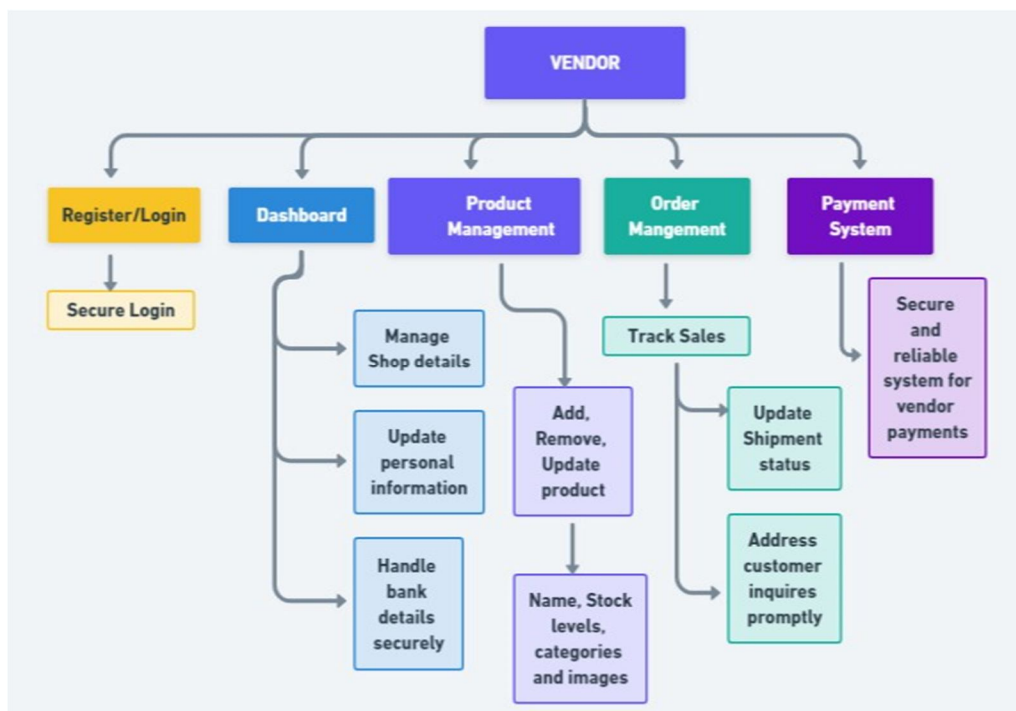 VENDOR
Register/Login
Dashboard
Product
Management
Order
Mangement
Payment
System
Secure Login
Manage
Shop details
Update
personal
information
Handle
bank
details
securely
Add,
Remove,
Update
product
Name, Stock
levels,
categories
and images
Track Sales
Update
Shipment
status
Address
customer
inquires
promptly
Secure
and
reliable
system for
vendor
payments